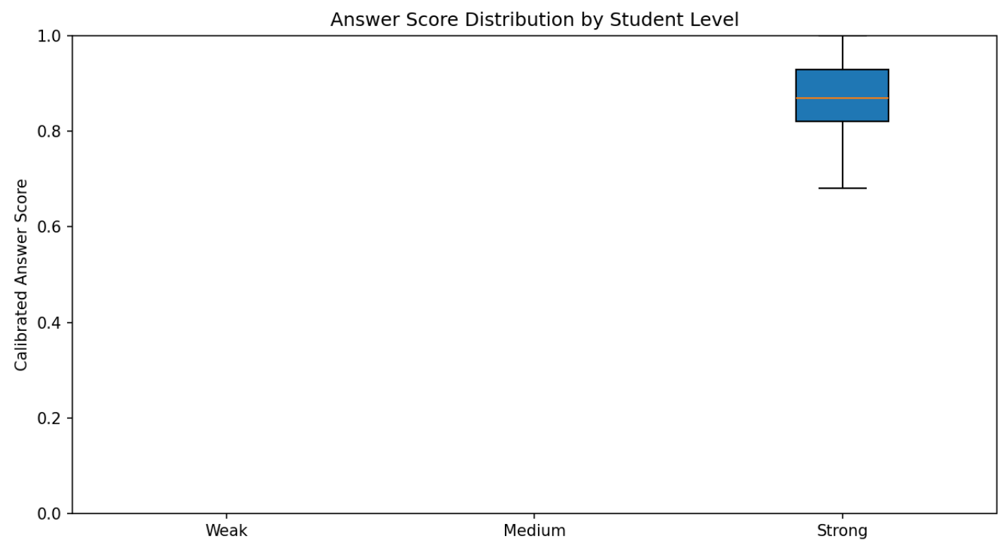 Answer Score Distribution by Student Level
1.0
0.8
0.6
0.4
0.2
0.0
Calibrated Answer Score
Weak Medium Strong